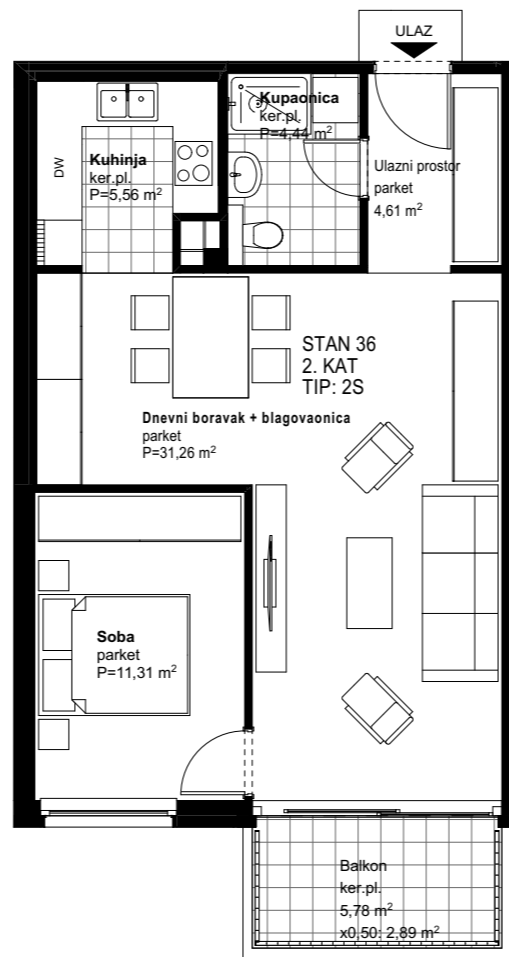 ULAZ
Kupaonica
ker.pl.
P=4,44 m²
Kuhinja
ker.pl.
P=5,56 m²
DW
Ulazni prostor
parket
4,61 m²
STAN 36
2. KAT
TIP: 2S
Dnevni boravak + blagovaonica
parket
P=31,26 m²
Soba
parket
P=11,31 m²
Balkon
ker.pl.
5,78 m²
x0,50: 2,89 m²